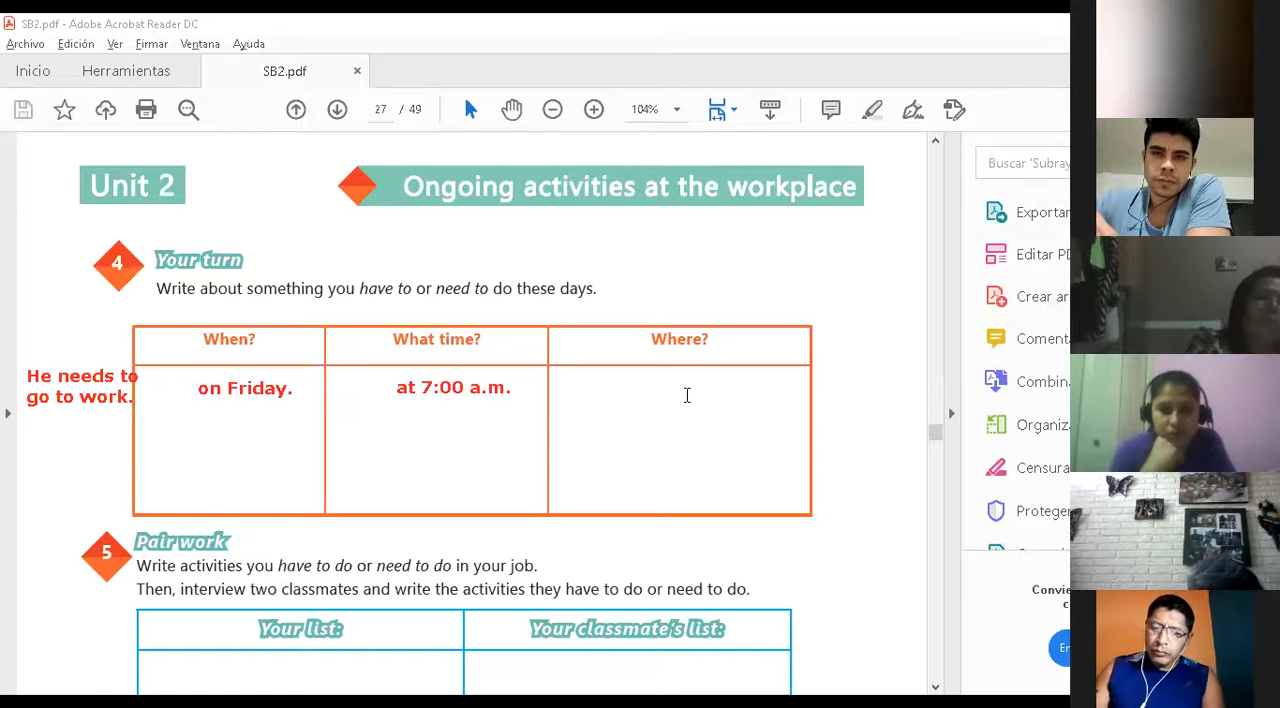 SB2.pdf - Adobe Acrobat Reader DC
Archivo Edición Ver Firmar Ventana Ayuda
Inicio Herramientas SB2.pdf ×
27 / 49 104%
Unit 2 Ongoing activities at the workplace
Buscar 'Subray
4 Your turn
Write about something you have to or need to do these days.
When? What time? Where?
He needs to
go to work.
on Friday. at 7:00 a.m.
5 Pair work
Write activities you have to do or need to do in your job.
Then, interview two classmates and write the activities they have to do or need to do.
Your list: Your classmate's list:
Exportar
Editar PD
Crear ar
Coment
Combin
Organiz
Censura
Proteger
Convie
c
En